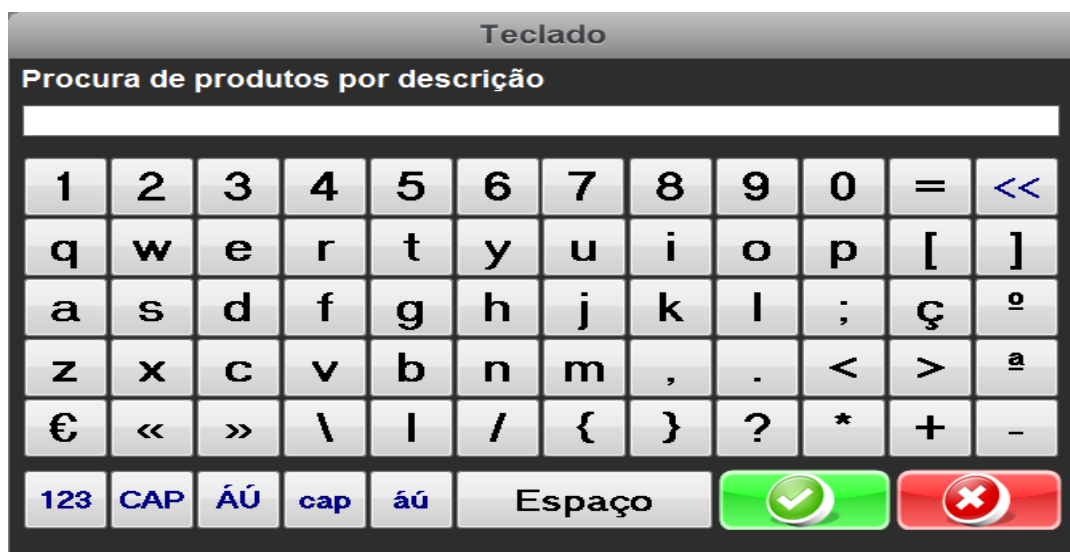 Teclado
Procura de produtos por descrição
1 2 3 4 5 6 7 8 9 0 = <<
q w e r t y u i o p [ ]
a s d f g h j k l ; ç º
z x c v b n m , . < > ª
€ « » \ | / { } ? * + -
123 CAP ÁÚ cap áú Espaço